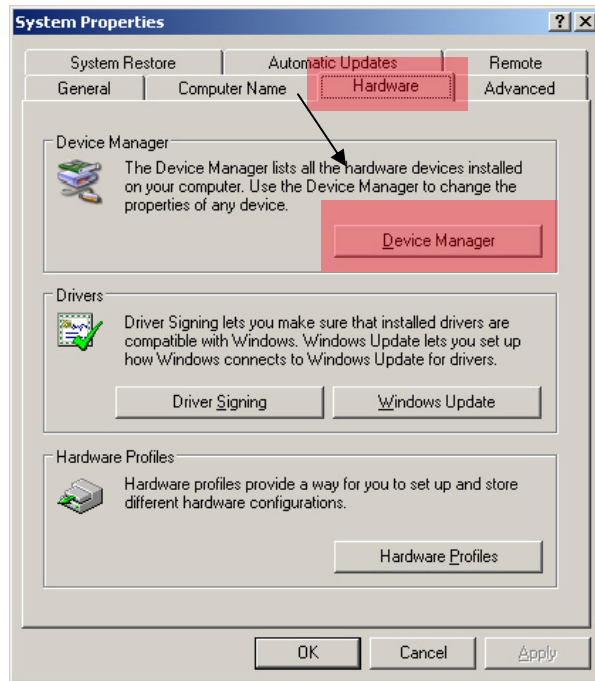 System Properties
System Restore Automatic Updates Remote
General Computer Name Hardware Advanced
Device Manager
The Device Manager lists all the hardware devices installed
on your computer. Use the Device Manager to change the
properties of any device.
Device Manager
Drivers
Driver Signing lets you make sure that installed drivers are
compatible with Windows. Windows Update lets you set up
how Windows connects to Windows Update for drivers.
Driver Signing Windows Update
Hardware Profiles
Hardware profiles provide a way for you to set up and store
different hardware configurations.
Hardware Profiles
OK Cancel Apply